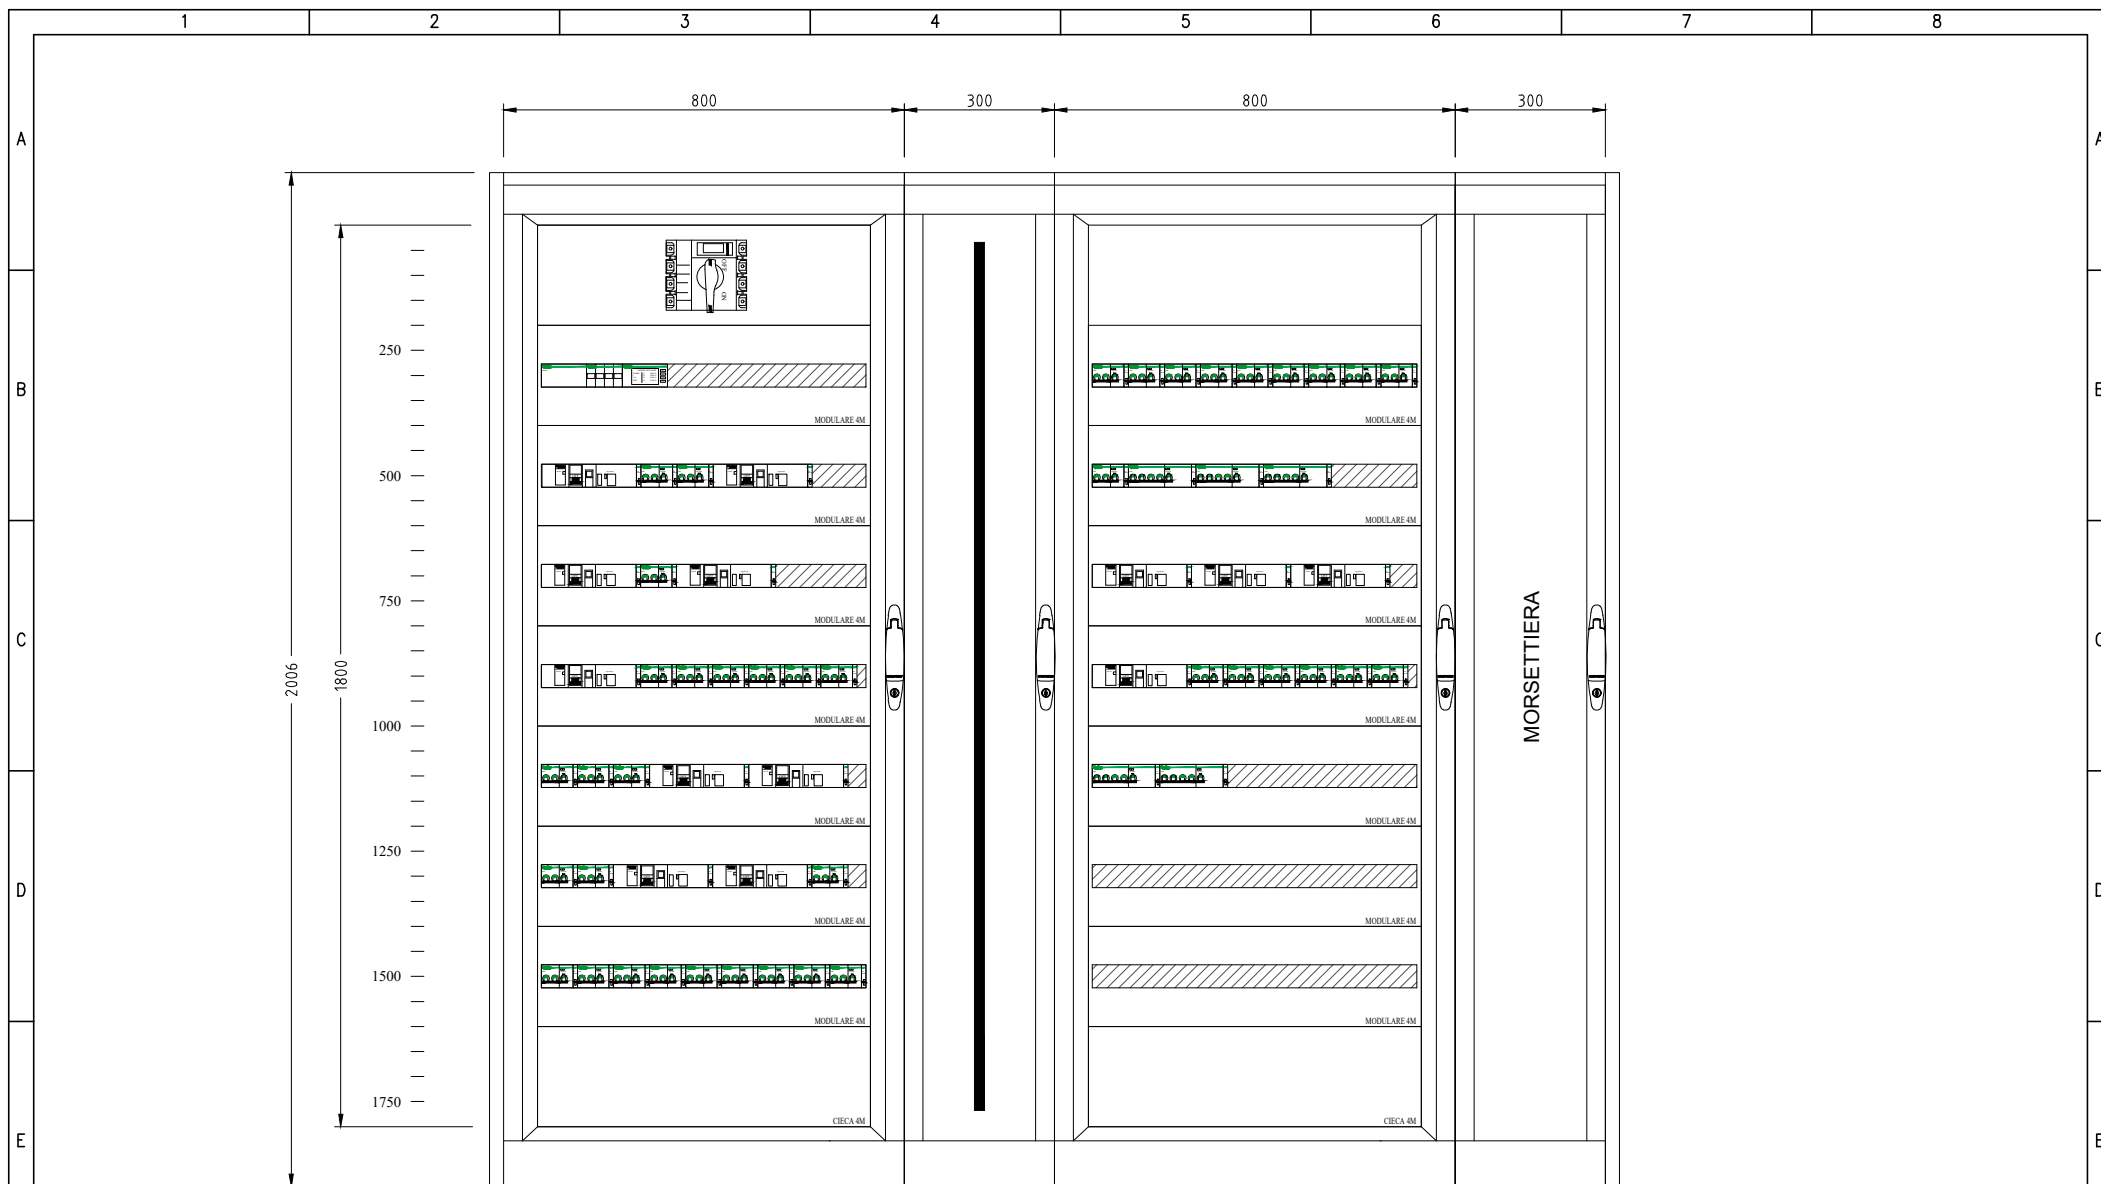 1 2 3 4 5 6 7 8
800 300 800 300
A A
OFF
ON
250
B
MODULARE 4M MODULARE 4M
500
MODULARE 4M MODULARE 4M
750
C
MODULARE 4M MODULARE 4M
2006
1800
MORSETTIERA
MODULARE 4M MODULARE 4M
1000
MODULARE 4M MODULARE 4M
1250
D D
MODULARE 4M MODULARE 4M
1500
MODULARE 4M MODULARE 4M
1750
CIECA 4M CIECA 4M
E